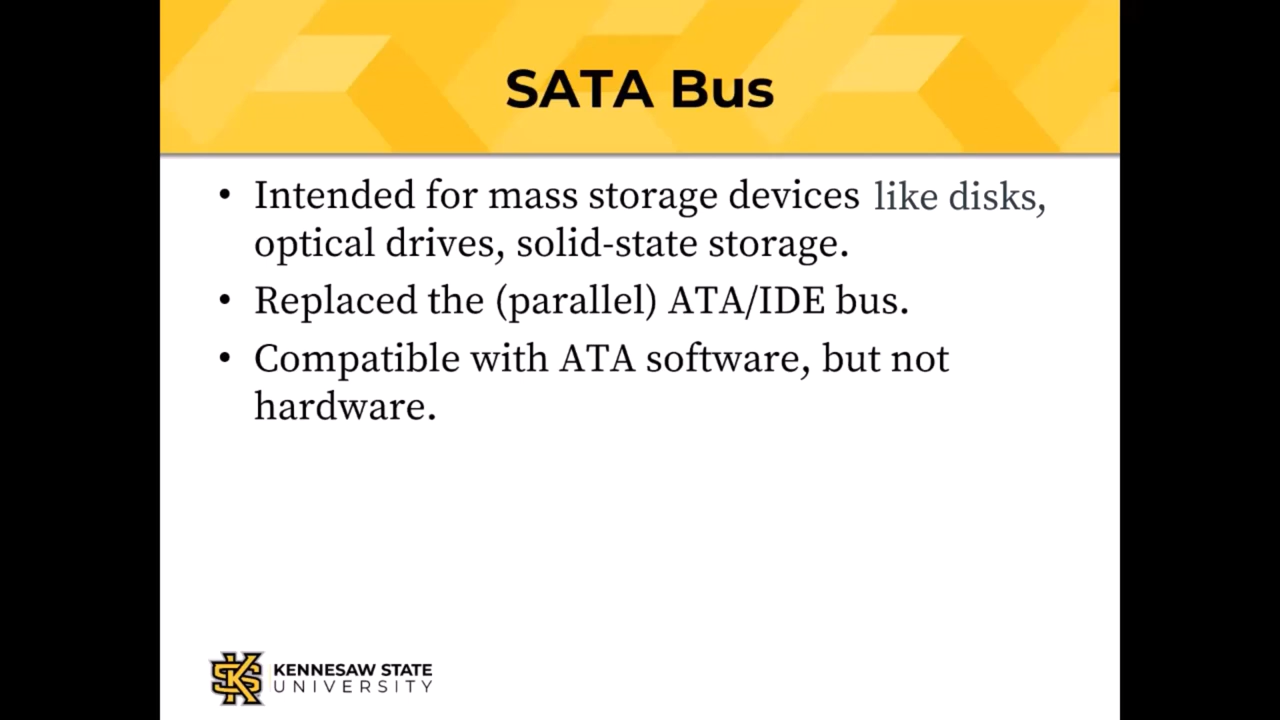 SATA Bus
• Intended for mass storage devices like disks,
optical drives, solid-state storage.
• Replaced the (parallel) ATA/IDE bus.
• Compatible with ATA software, but not
hardware.
KENNESAW STATE
UNIVERSITY